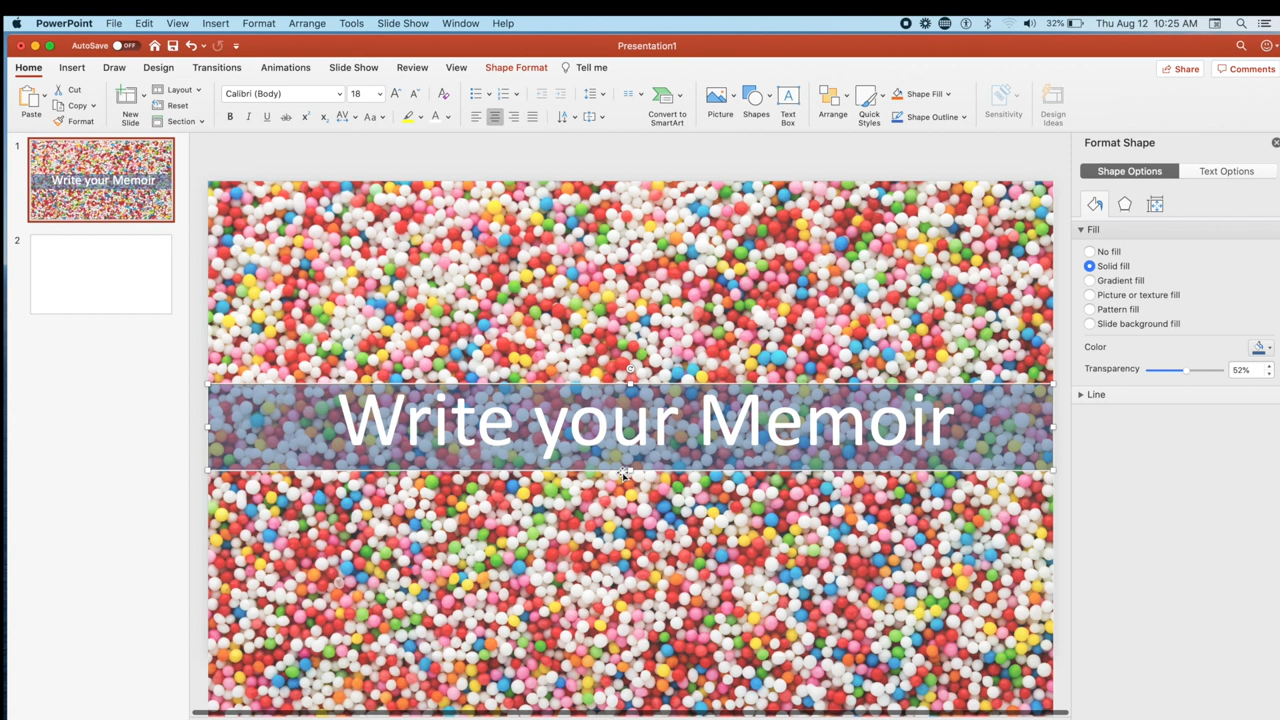 PowerPoint File Edit View Insert Format Arrange Tools Slide Show Window Help 32% Thu Aug 12 10:25 AM
AutoSave OFF Presentation1
Home Insert Draw Design Transitions Animations Slide Show Review View Shape Format Tell me Share Comments
Paste Cut Copy Format
New Slide Layout Reset Section
Calibri (Body) 18
Convert to SmartArt
Picture Shapes Text Box
Arrange Quick Styles Shape Fill Shape Outline
Sensitivity
Design Ideas
1
Write your Memoir
2
Write your Memoir
Format Shape
Shape Options Text Options
Fill
No fill
Solid fill
Gradient fill
Picture or texture fill
Pattern fill
Slide background fill
Color
Transparency 52%
Line